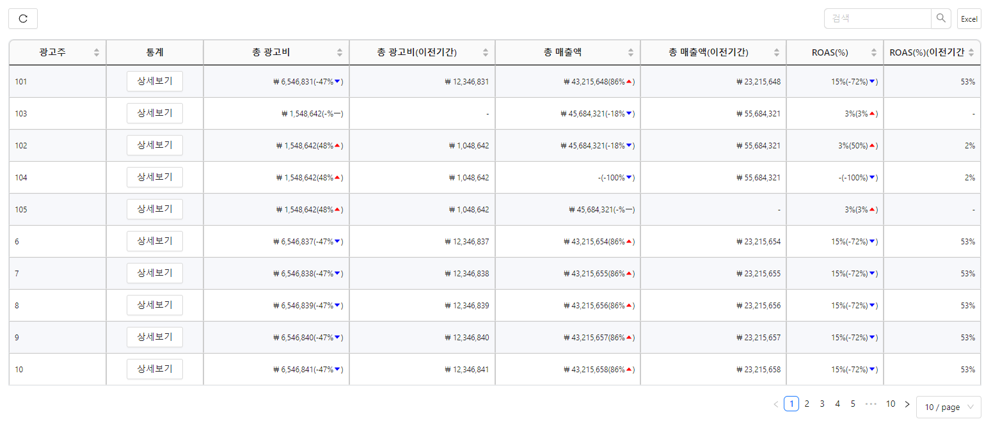 검색 Excel
광고주 통계 총 광고비 총 광고비(이전기간) 총 매출액 총 매출액(이전기간) ROAS(%) ROAS(%)(이전기간
101 상세보기 ₩ 6,546,831(-47%▼) ₩ 12,346,831 ₩ 43,215,648(86%▲) ₩ 23,215,648 15%(-72%)▼) 53%
103 상세보기 ₩ 1,548,642(-%—) - ₩ 45,684,321(-18%▼) ₩ 55,684,321 3%(3%▲) -
102 상세보기 ₩ 1,548,642(48%▲) ₩ 1,048,642 ₩ 45,684,321(-18%▼) ₩ 55,684,321 3%(50%)▲) 2%
104 상세보기 ₩ 1,548,642(48%▲) ₩ 1,048,642 -(-100%▼) ₩ 55,684,321 -(-100%)▼) 2%
105 상세보기 ₩ 1,548,642(48%▲) ₩ 1,048,642 ₩ 45,684,321(-%—) - 3%(3%▲) -
6 상세보기 ₩ 6,546,837(-47%▼) ₩ 12,346,837 ₩ 43,215,654(86%▲) ₩ 23,215,654 15%(-72%)▼) 53%
7 상세보기 ₩ 6,546,838(-47%▼) ₩ 12,346,838 ₩ 43,215,655(86%▲) ₩ 23,215,655 15%(-72%)▼) 53%
8 상세보기 ₩ 6,546,839(-47%▼) ₩ 12,346,839 ₩ 43,215,656(86%▲) ₩ 23,215,656 15%(-72%)▼) 53%
9 상세보기 ₩ 6,546,840(-47%▼) ₩ 12,346,840 ₩ 43,215,657(86%▲) ₩ 23,215,657 15%(-72%)▼) 53%
10 상세보기 ₩ 6,546,841(-47%▼) ₩ 12,346,841 ₩ 43,215,658(86%▲) ₩ 23,215,658 15%(-72%)▼) 53%
< 1 2 3 4 5 ••• 10 > 10 / page